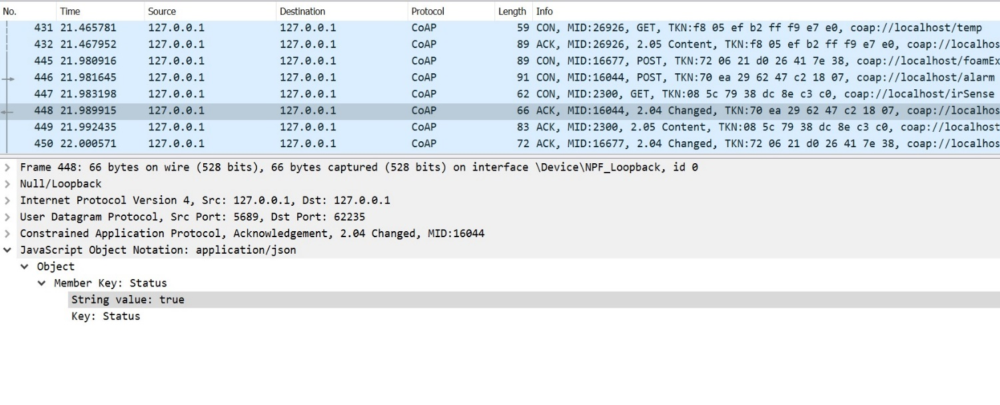 No. Time Source Destination Protocol Length Info
431 21.465781 127.0.0.1 127.0.0.1 CoAP 59 CON, MID:26926, GET, TKN:f8 05 ef b2 ff f9 e7 e0, coap://localhost/temp
432 21.467952 127.0.0.1 127.0.0.1 CoAP 89 ACK, MID:26926, 2.05 Content, TKN:f8 05 ef b2 ff f9 e7 e0, coap://localhos
445 21.980916 127.0.0.1 127.0.0.1 CoAP 89 CON, MID:16677, POST, TKN:72 06 21 d0 26 41 7e 38, coap://localhost/foamEx
446 21.981645 127.0.0.1 127.0.0.1 CoAP 91 CON, MID:16044, POST, TKN:70 ea 29 62 47 c2 18 07, coap://localhost/alarm
447 21.983198 127.0.0.1 127.0.0.1 CoAP 62 CON, MID:2300, GET, TKN:08 5c 79 38 dc 8e c3 c0, coap://localhost/irSense
448 21.989915 127.0.0.1 127.0.0.1 CoAP 66 ACK, MID:16044, 2.04 Changed, TKN:70 ea 29 62 47 c2 18 07, coap://localhos
449 21.992435 127.0.0.1 127.0.0.1 CoAP 83 ACK, MID:2300, 2.05 Content, TKN:08 5c 79 38 dc 8e c3 c0, coap://localhost
450 22.000571 127.0.0.1 127.0.0.1 CoAP 72 ACK, MID:16677, 2.04 Changed, TKN:72 06 21 d0 26 41 7e 38, coap://localhos
Frame 448: 66 bytes on wire (528 bits), 66 bytes captured (528 bits) on interface \Device\NPF_Loopback, id 0
Null/Loopback
Internet Protocol Version 4, Src: 127.0.0.1, Dst: 127.0.0.1
User Datagram Protocol, Src Port: 5689, Dst Port: 62235
Constrained Application Protocol, Acknowledgement, 2.04 Changed, MID:16044
JavaScript Object Notation: application/json
Object
Member Key: Status
String value: true
Key: Status